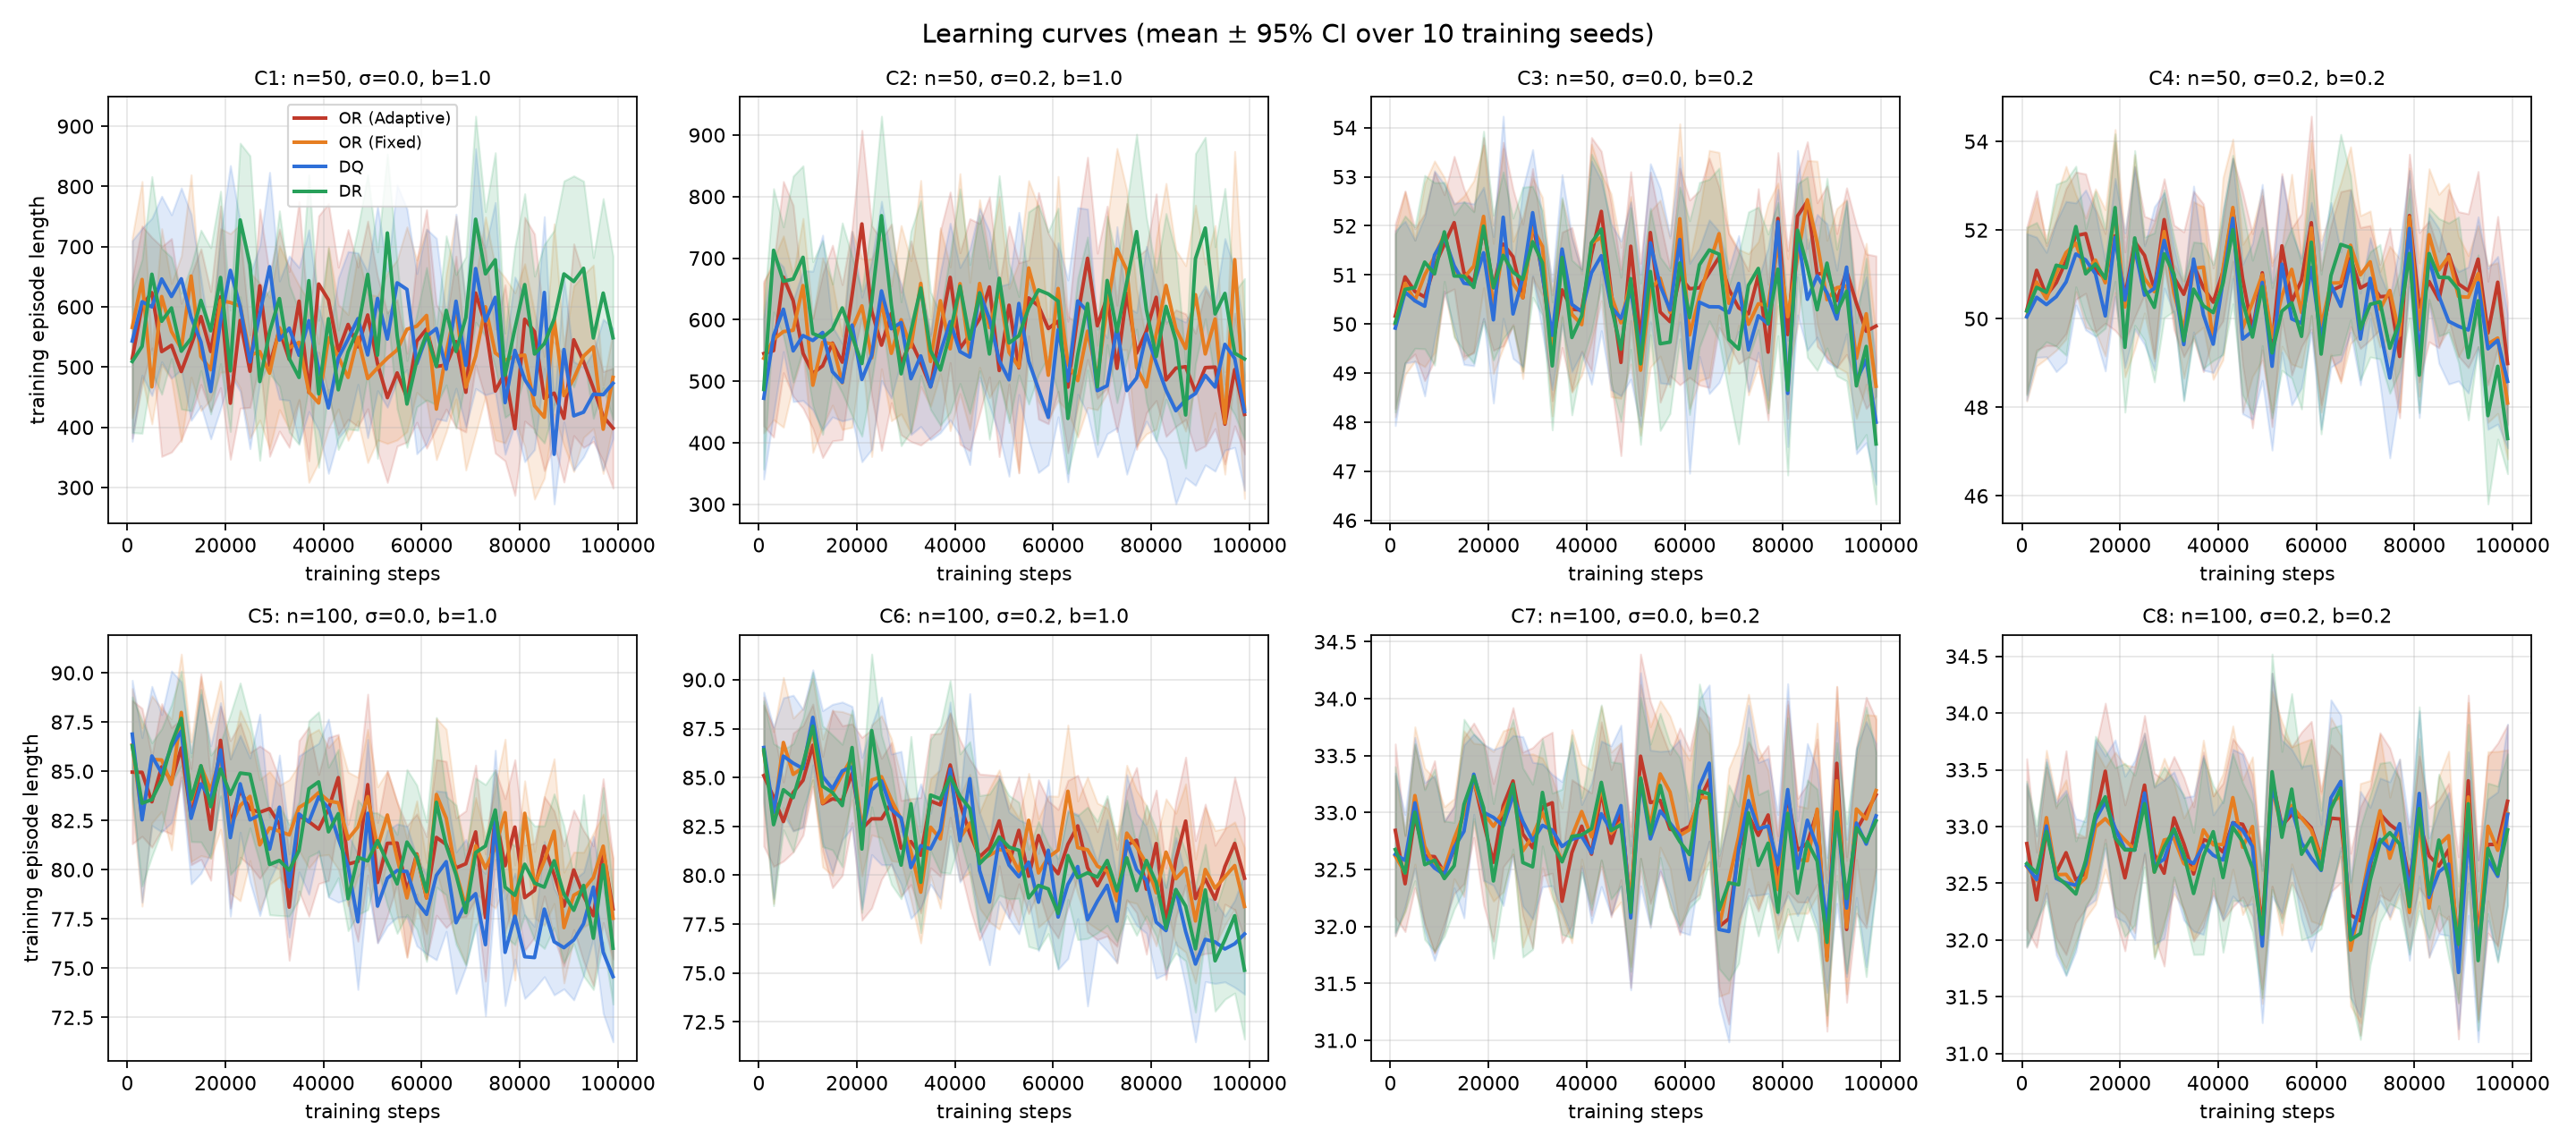 Learning curves (mean ± 95% CI over 10 training seeds)
C1: n=50, σ=0.0, b=1.0
training episode length
900
800
700
600
500
400
300
OR (Adaptive)
OR (Fixed)
DQ
DR
0 20000 40000 60000 80000 100000
training steps
C2: n=50, σ=0.2, b=1.0
900
800
700
600
500
400
300
0 20000 40000 60000 80000 100000
training steps
C3: n=50, σ=0.0, b=0.2
54
53
52
51
50
49
48
47
46
0 20000 40000 60000 80000 100000
training steps
C4: n=50, σ=0.2, b=0.2
54
52
50
48
46
0 20000 40000 60000 80000 100000
training steps
C5: n=100, σ=0.0, b=1.0
training episode length
90.0
87.5
85.0
82.5
80.0
77.5
75.0
72.5
0 20000 40000 60000 80000 100000
training steps
C6: n=100, σ=0.2, b=1.0
90.0
87.5
85.0
82.5
80.0
77.5
75.0
72.5
0 20000 40000 60000 80000 100000
training steps
C7: n=100, σ=0.0, b=0.2
34.5
34.0
33.5
33.0
32.5
32.0
31.5
31.0
0 20000 40000 60000 80000 100000
training steps
C8: n=100, σ=0.2, b=0.2
34.5
34.0
33.5
33.0
32.5
32.0
31.5
31.0
0 20000 40000 60000 80000 100000
training steps